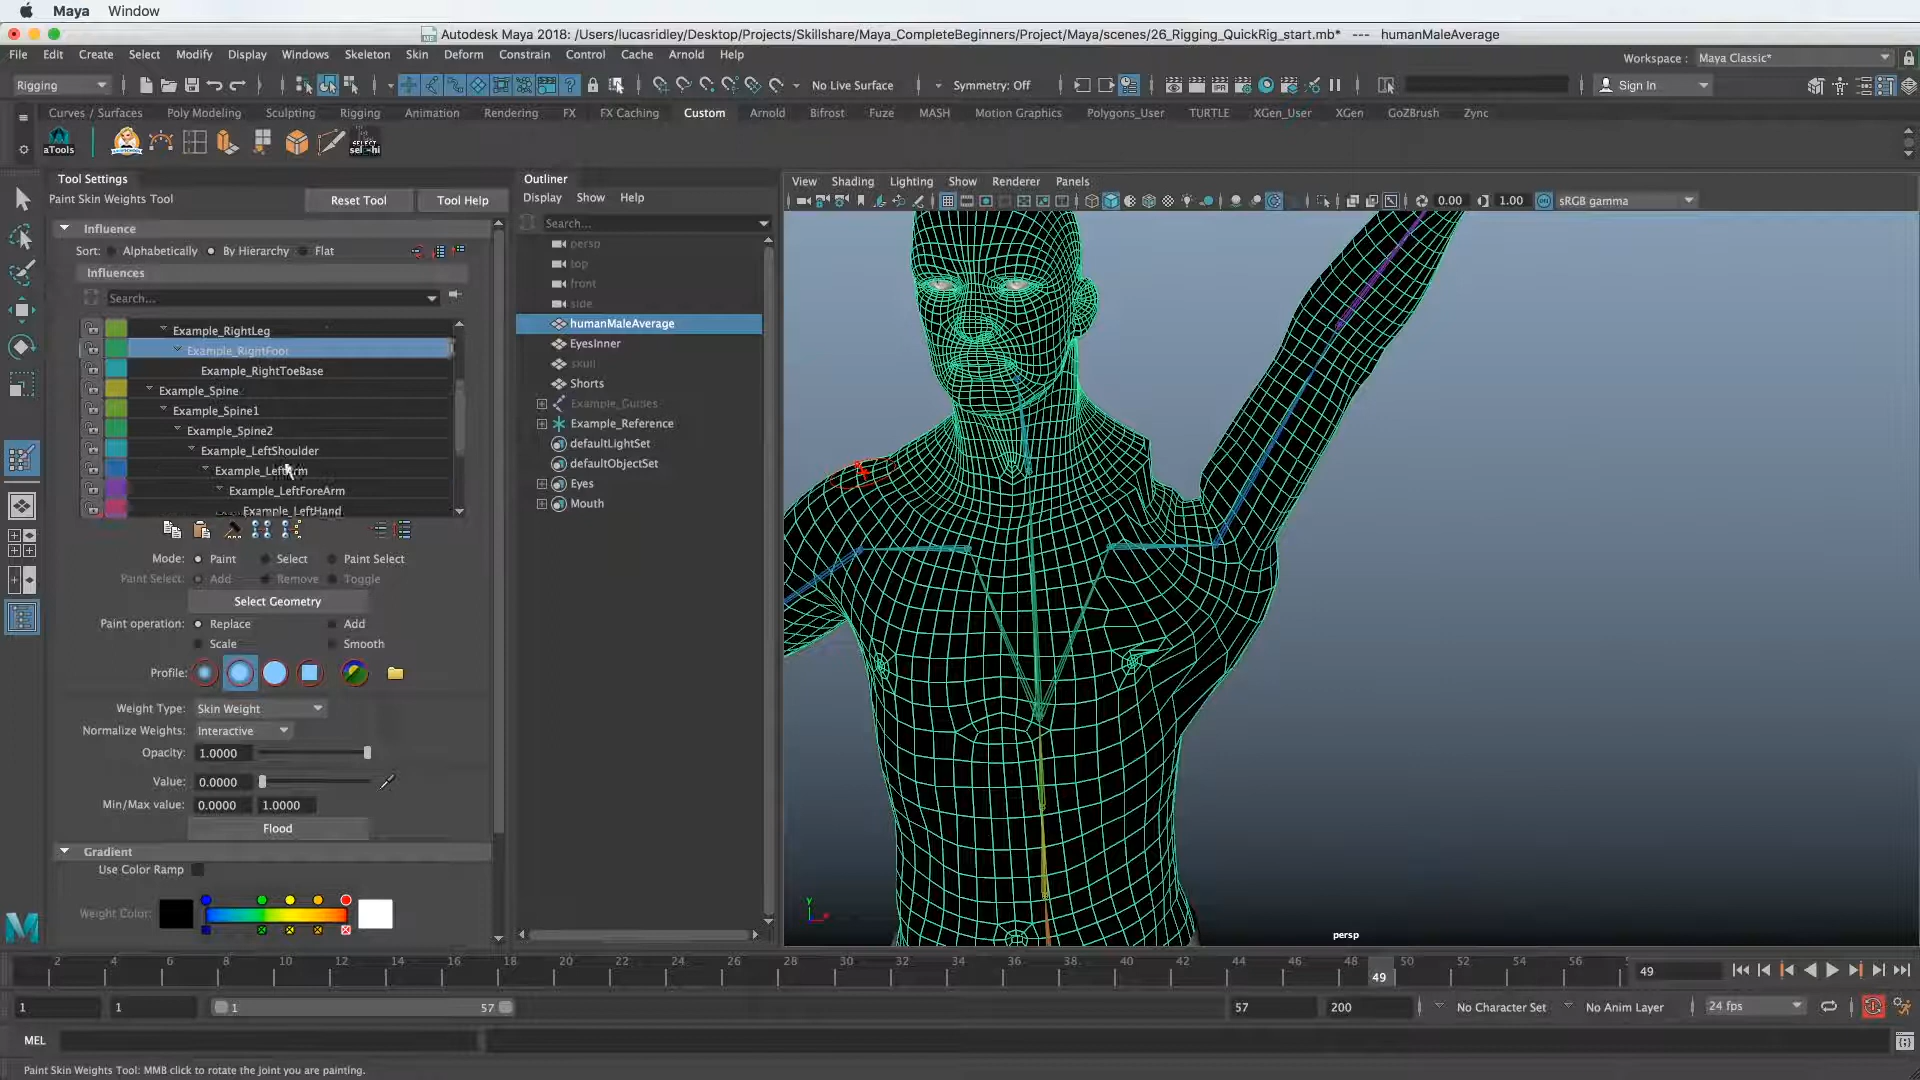 Maya Window
Autodesk Maya 2018: /Users/lucasridley/Desktop/Projects/Skillshare/Maya_CompleteBeginners/Project/Maya/scenes/26_Rigging_QuickRig_start.mb* --- humanMaleAverage
File Edit Create Select Modify Display Windows Skeleton Skin Deform Constrain Control Cache Arnold Help
Workspace : Maya Classic*
Rigging No Live Surface Symmetry: Off Sign In
Curves / Surfaces Poly Modeling Sculpting Rigging Animation Rendering FX FX Caching Custom Arnold Bifrost Fuze MASH Motion Graphics Polygons_User TURTLE XGen_User XGen GoZBrush Zync
aTools
SELECT
sel -hi
Tool Settings
Paint Skin Weights Tool Reset Tool Tool Help
Influence
Sort: Alphabetically By Hierarchy Flat
Influences
Search...
Example_RightLeg
Example_RightFoot
Example_RightToeBase
Example_Spine
Example_Spine1
Example_Spine2
Example_LeftShoulder
Example_LeftArm
Example_LeftForeArm
Example_LeftHand
Mode: Paint Select Paint Select
Paint Select: Add Remove Toggle
Select Geometry
Paint operation: Replace Add
Scale Smooth
Profile:
Weight Type: Skin Weight
Normalize Weights: Interactive
Opacity: 1.0000
Value: 0.0000
Min/Max value: 0.0000 1.0000
Flood
Gradient
Use Color Ramp
Weight Color:
Outliner
Display Show Help
Search...
persp
top
front
side
humanMaleAverage
EyesInner
skull
Shorts
Example_Guides
Example_Reference
defaultLightSet
defaultObjectSet
Eyes
Mouth
View Shading Lighting Show Renderer Panels
0.00 1.00 sRGB gamma
y
persp
2 4 6 8 10 12 14 16 18 20 22 24 26 28 30 32 34 36 38 40 42 44 46 48 49 50 52 54 56 49
1 1 1 57 57 200 No Character Set No Anim Layer 24 fps
MEL
Paint Skin Weights Tool: MMB click to rotate the joint you are painting.